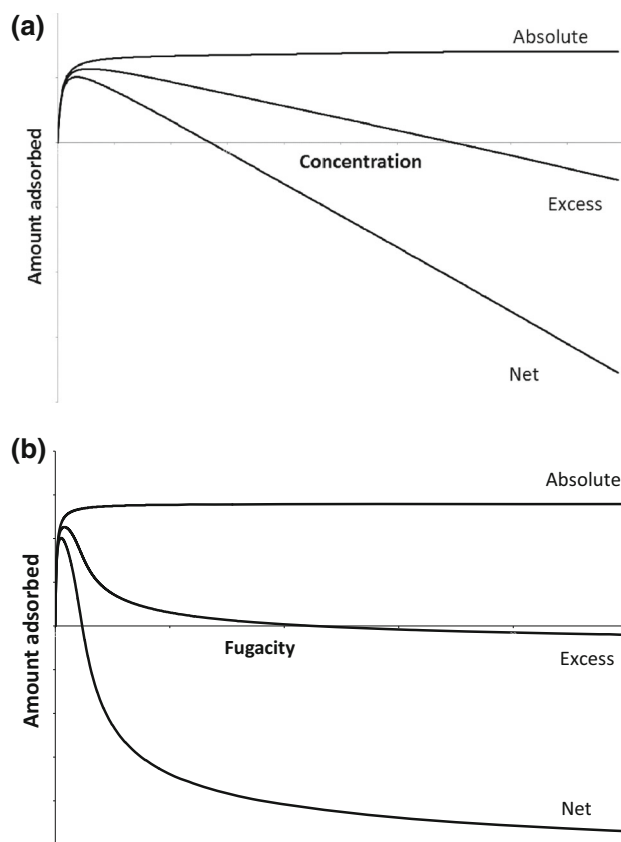 (a)
Absolute
Concentration
Amount adsorbed
Excess
Net
(b)
Absolute
Amount adsorbed
Fugacity
Excess
Net